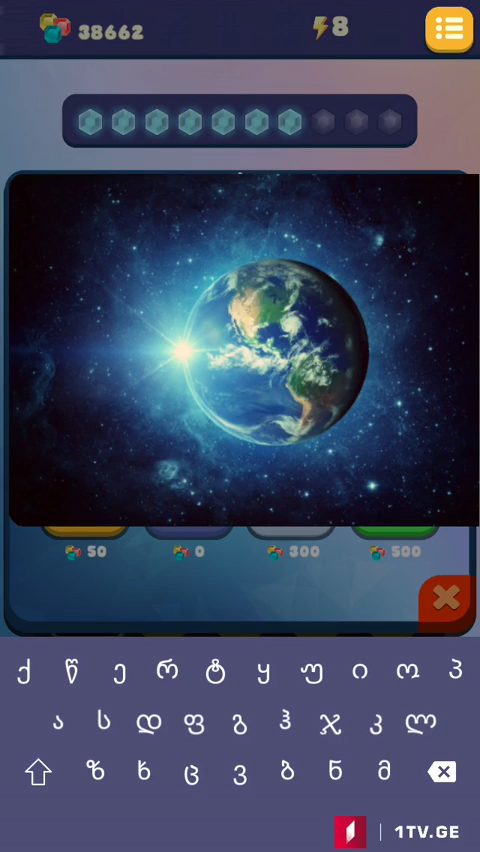 38662
8
50 0 300 500
ქ წ ე რ ტ ყ უ ი ო პ
ა ს დ ფ გ ჰ ჯ კ ლ
ზ ხ ც ვ ბ ნ მ
1TV.GE